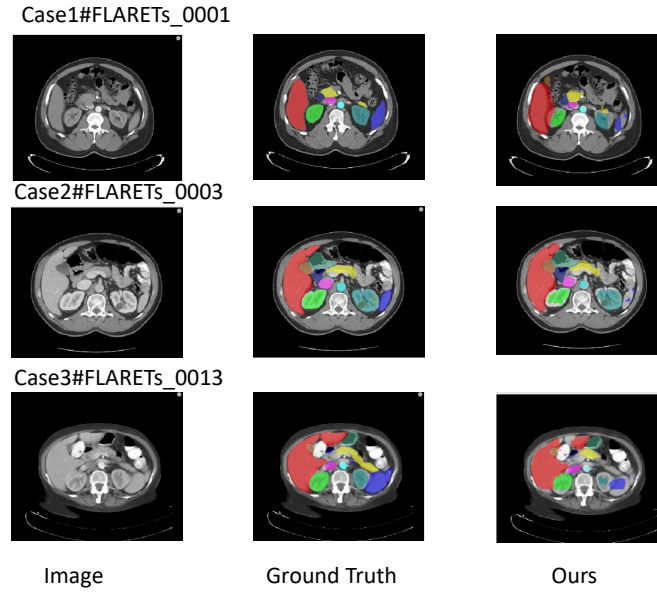 Case1#FLARETs_0001
Case2#FLARETs_0003
Case3#FLARETs_0013
Image Ground Truth Ours